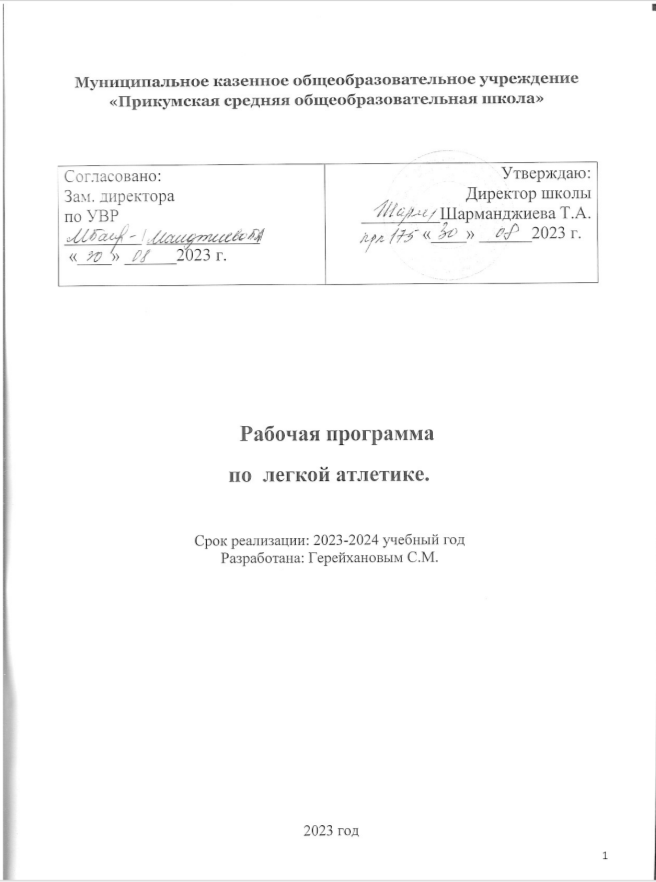 Муниципальное казенное общеобразовательное учреждение
«Прикумская средняя общеобразовательная школа»
Согласовано:
Зам. директора
по УВР
«30» 08 2023 г.
Утверждаю:
Директор школы
Шарманджиева Т.А.
прк 175 «30» 08 2023 г.
Рабочая программа
по легкой атлетике.
Срок реализации: 2023-2024 учебный год
Разработана: Герейхановым С.М.
2023 год
1